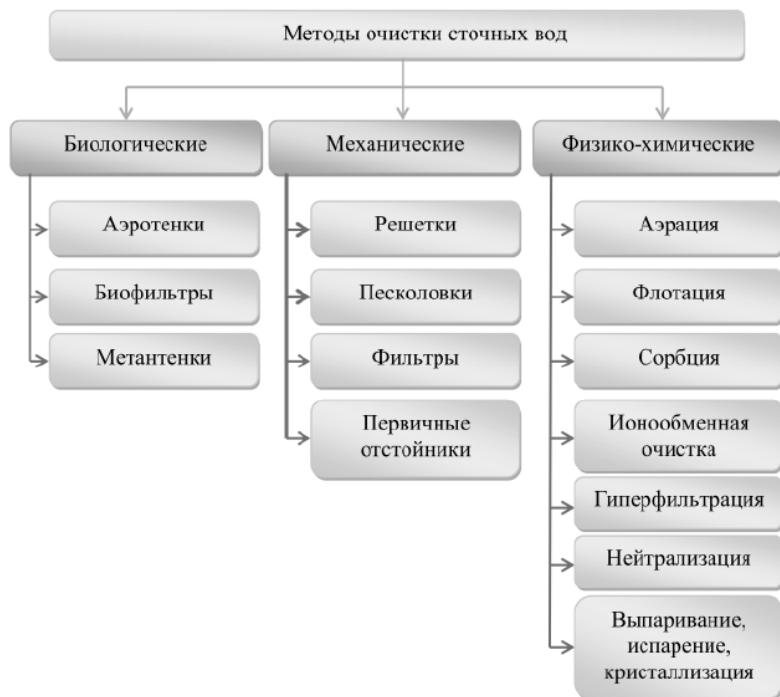 Методы очистки сточных вод
Биологические
Аэротенки
Биофильтры
Метантенки
Механические
Решетки
Песколовки
Фильтры
Первичные
отстойники
Физико-химические
Аэрация
Флотация
Сорбция
Ионообменная
очистка
Гиперфильтрация
Нейтрализация
Выпаривание,
испарение,
кристаллизация